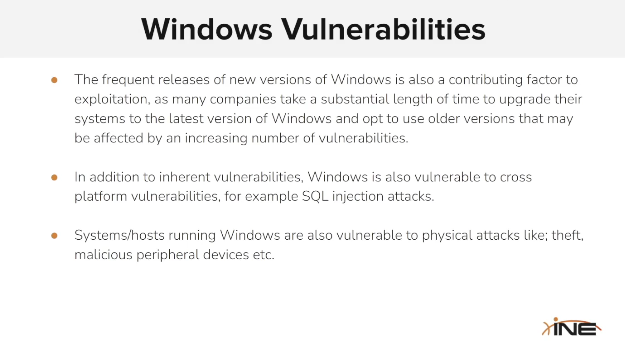 Windows Vulnerabilities
● The frequent releases of new versions of Windows is also a contributing factor to
exploitation, as many companies take a substantial length of time to upgrade their
systems to the latest version of Windows and opt to use older versions that may
be affected by an increasing number of vulnerabilities.
● In addition to inherent vulnerabilities, Windows is also vulnerable to cross
platform vulnerabilities, for example SQL injection attacks.
● Systems/hosts running Windows are also vulnerable to physical attacks like; theft,
malicious peripheral devices etc.
INE